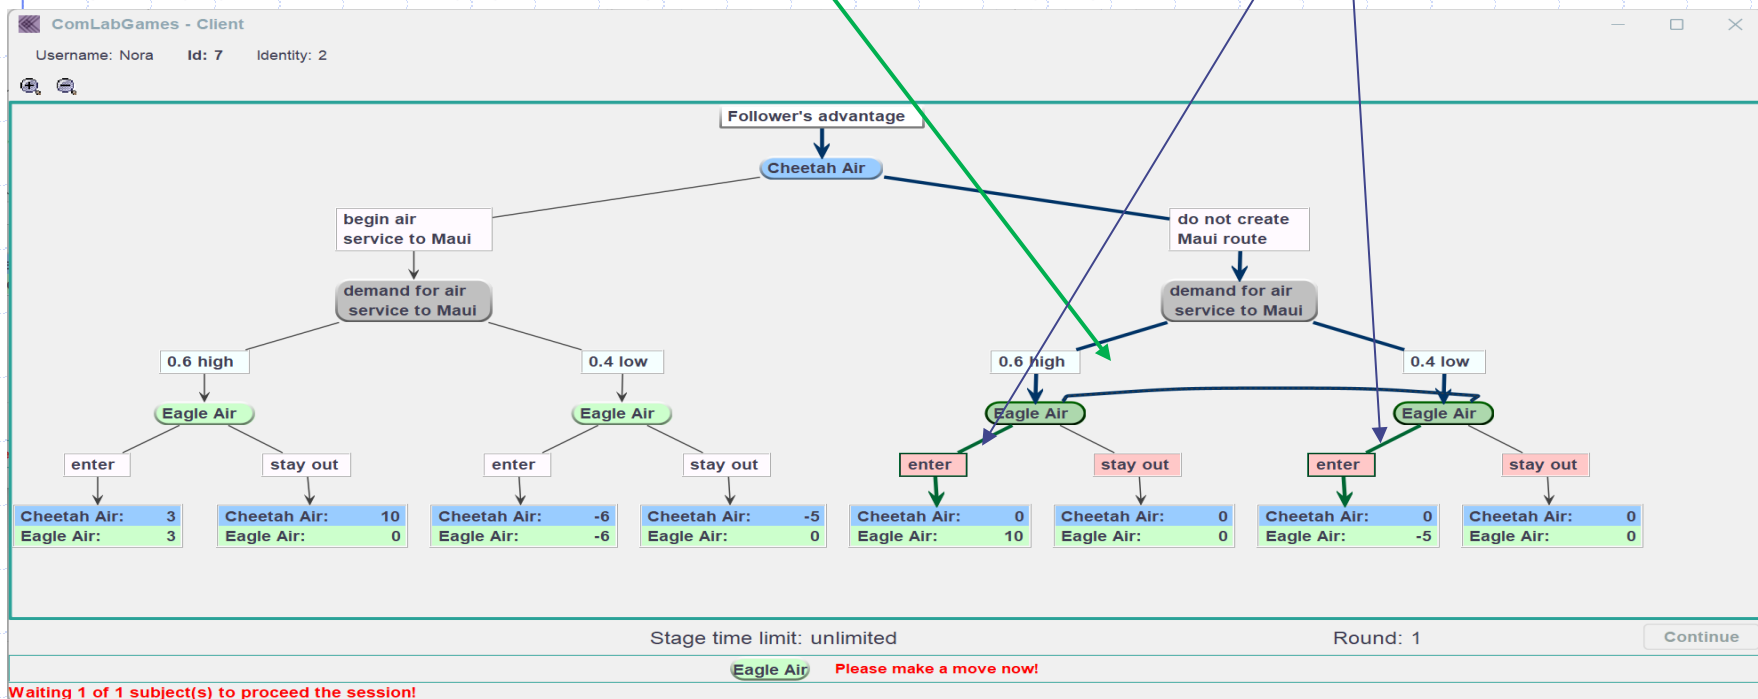 ComLabGames - Client
Username: Nora Id: 7 Identity: 2
Follower's advantage
Cheetah Air
begin air
service to Maui
do not create
Maui route
demand for air
service to Maui
demand for air
service to Maui
0.6 high
0.4 low
0.6 high
0.4 low
Eagle Air
Eagle Air
Eagle Air
Eagle Air
enter
stay out
enter
stay out
enter
stay out
enter
stay out
Cheetah Air: 3
Eagle Air: 3
Cheetah Air: 10
Eagle Air: 0
Cheetah Air: -6
Eagle Air: -6
Cheetah Air: -5
Eagle Air: 0
Cheetah Air: 0
Eagle Air: 10
Cheetah Air: 0
Eagle Air: 0
Cheetah Air: 0
Eagle Air: -5
Cheetah Air: 0
Eagle Air: 0
Stage time limit: unlimited
Round: 1
Continue
Eagle Air Please make a move now!
Waiting 1 of 1 subject(s) to proceed the session!